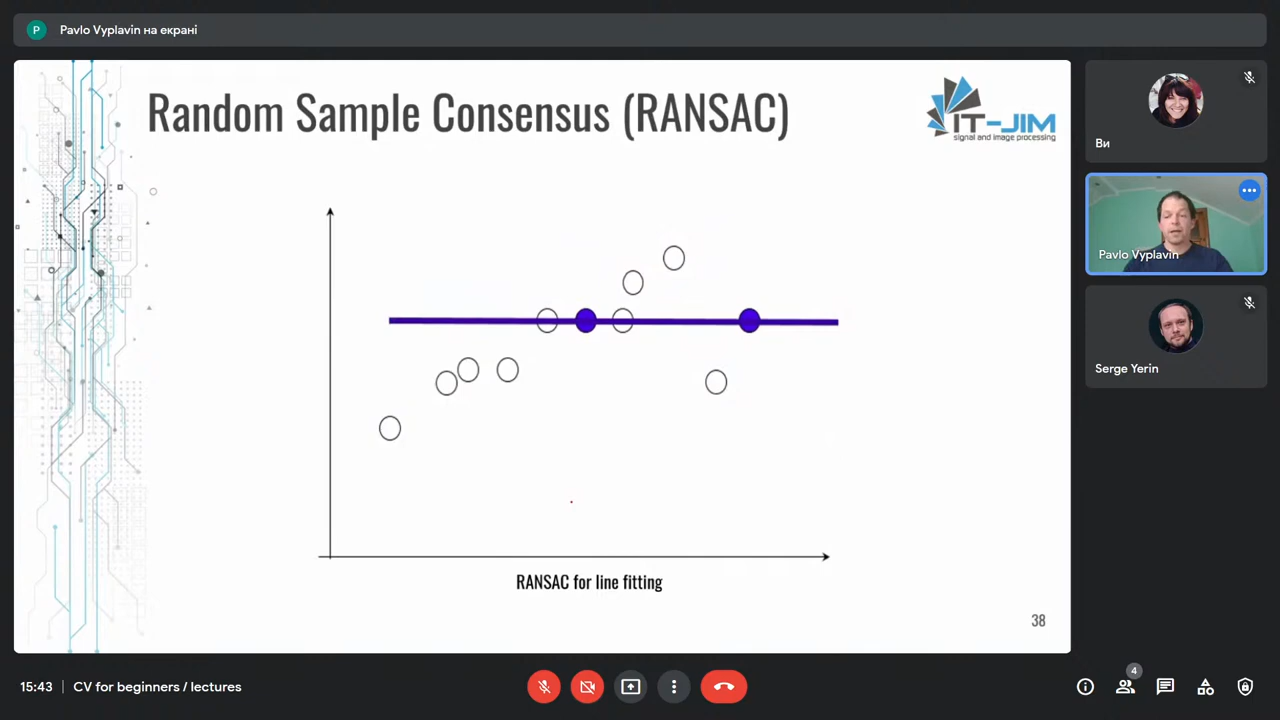 P Pavlo Vyplavin на екрані
Random Sample Consensus (RANSAC)
IT-JIM
signal and image processing
RANSAC for line fitting
38
Ви
Pavlo Vyplavin
Serge Yerin
15:43 | CV for beginners / lectures
4